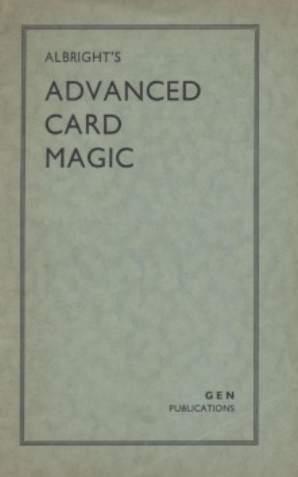 ALBRIGHT'S
ADVANCED
CARD
MAGIC
GEN
PUBLICATIONS